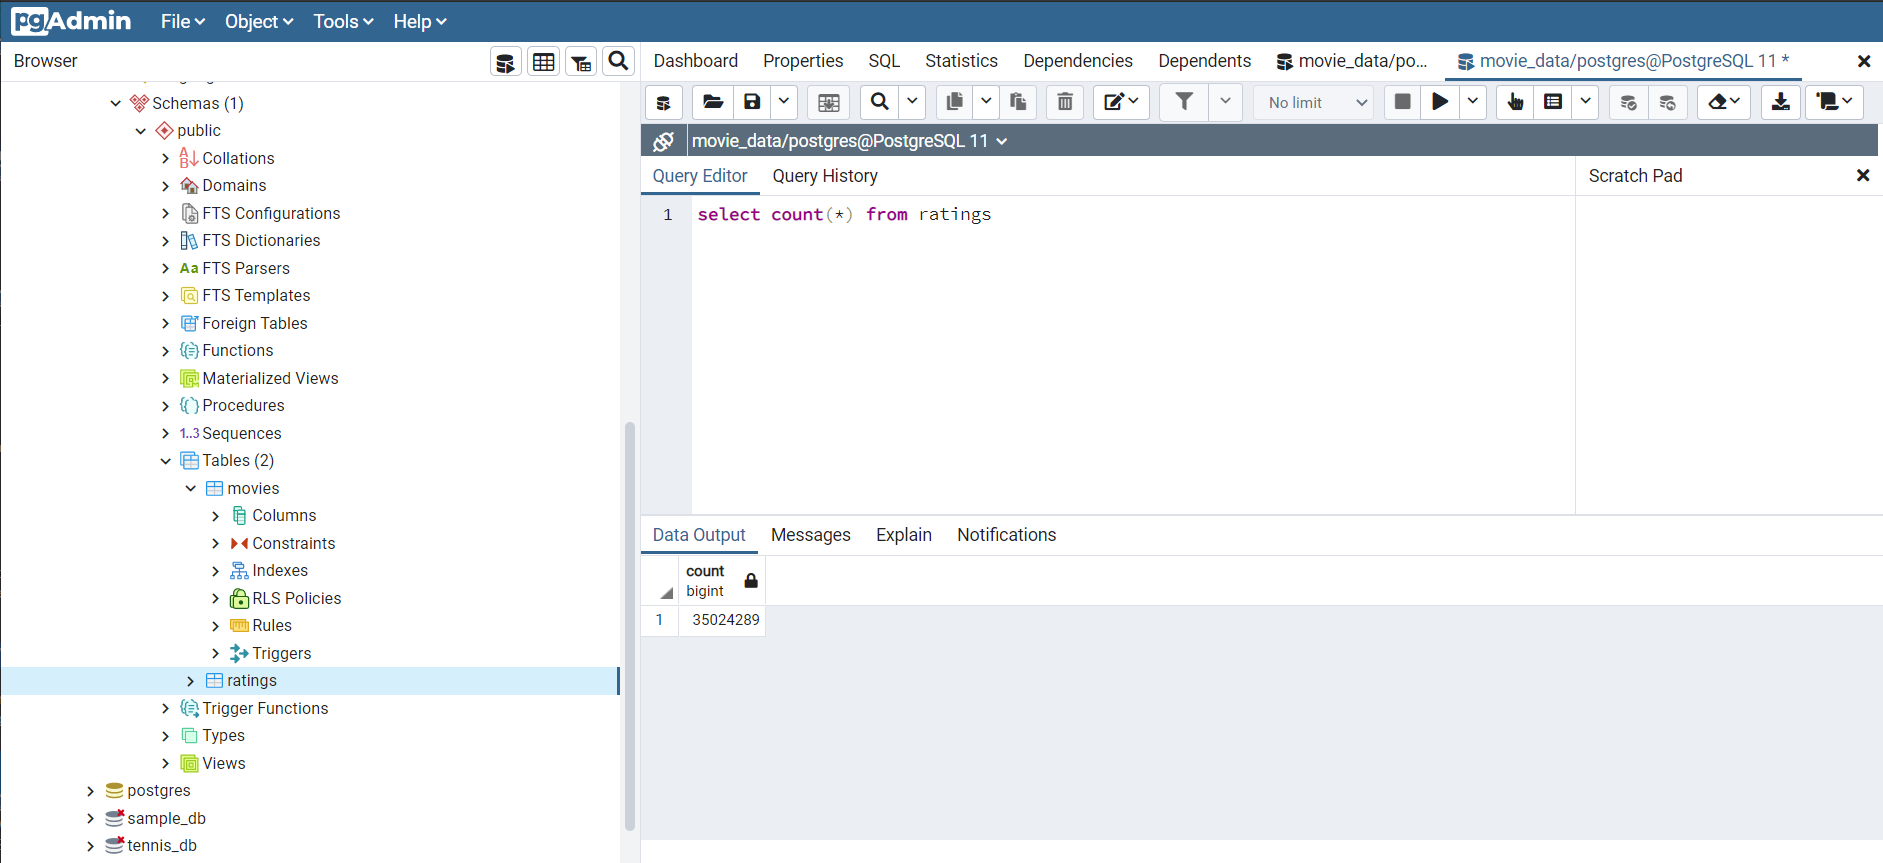 pgAdmin File Object Tools Help
Browser
Dashboard Properties SQL Statistics Dependencies Dependents movie_data/po... movie_data/postgres@PostgreSQL 11 *
No limit
movie_data/postgres@PostgreSQL 11
Query Editor Query History
Scratch Pad
1 select count(*) from ratings
Schemas (1)
public
Collations
Domains
FTS Configurations
FTS Dictionaries
Aa FTS Parsers
FTS Templates
Foreign Tables
Functions
Materialized Views
Procedures
1..3 Sequences
Tables (2)
movies
Columns
Constraints
Indexes
RLS Policies
Rules
Triggers
ratings
Trigger Functions
Types
Views
postgres
sample_db
tennis_db
Data Output Messages Explain Notifications
count
bigint
1 35024289